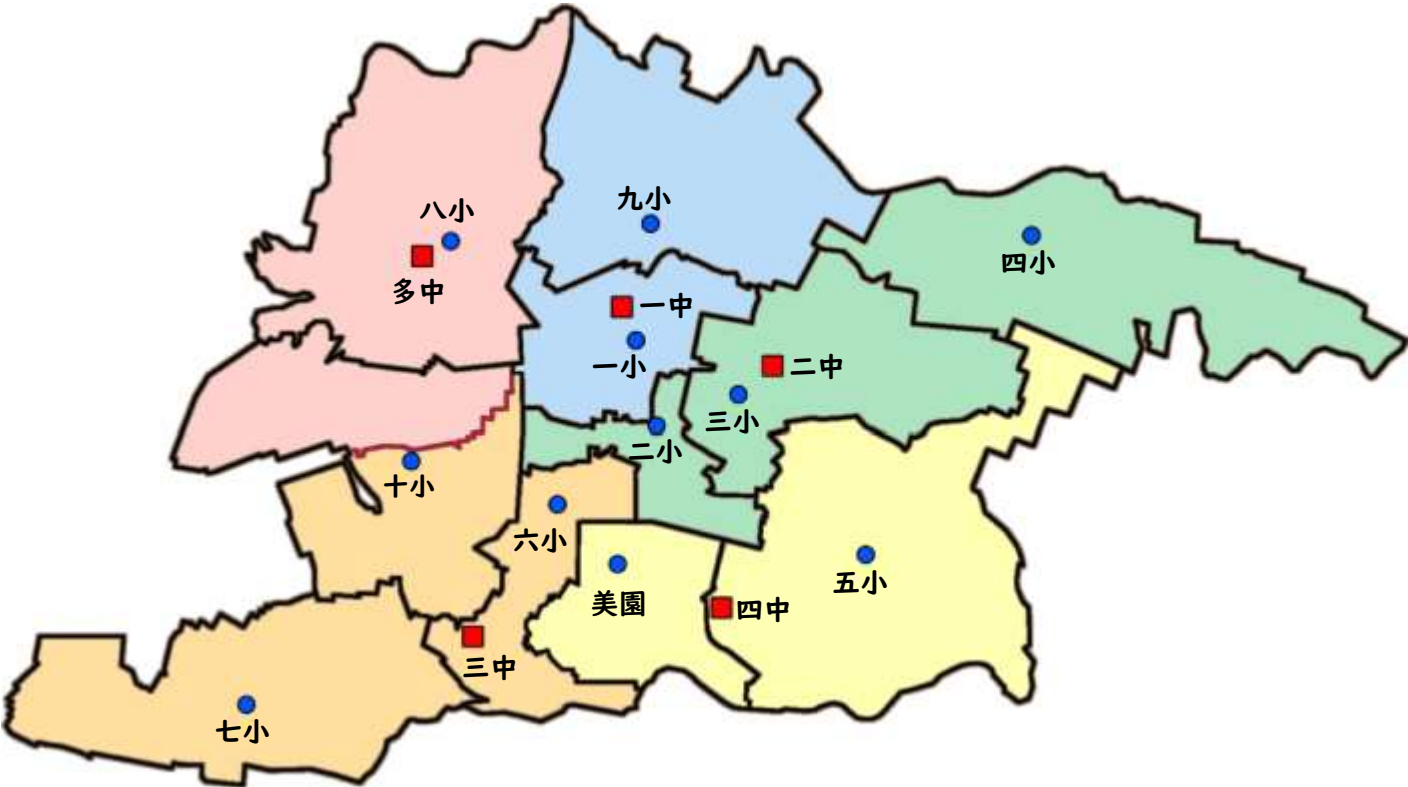 九小
八小
四小
多中
一中
一小
二中
三小
二小
十小
六小
五小
美園
四中
三中
七小